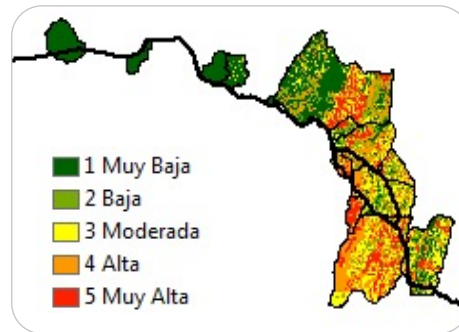 1 Muy Baja
2 Baja
3 Moderada
4 Alta
5 Muy Alta